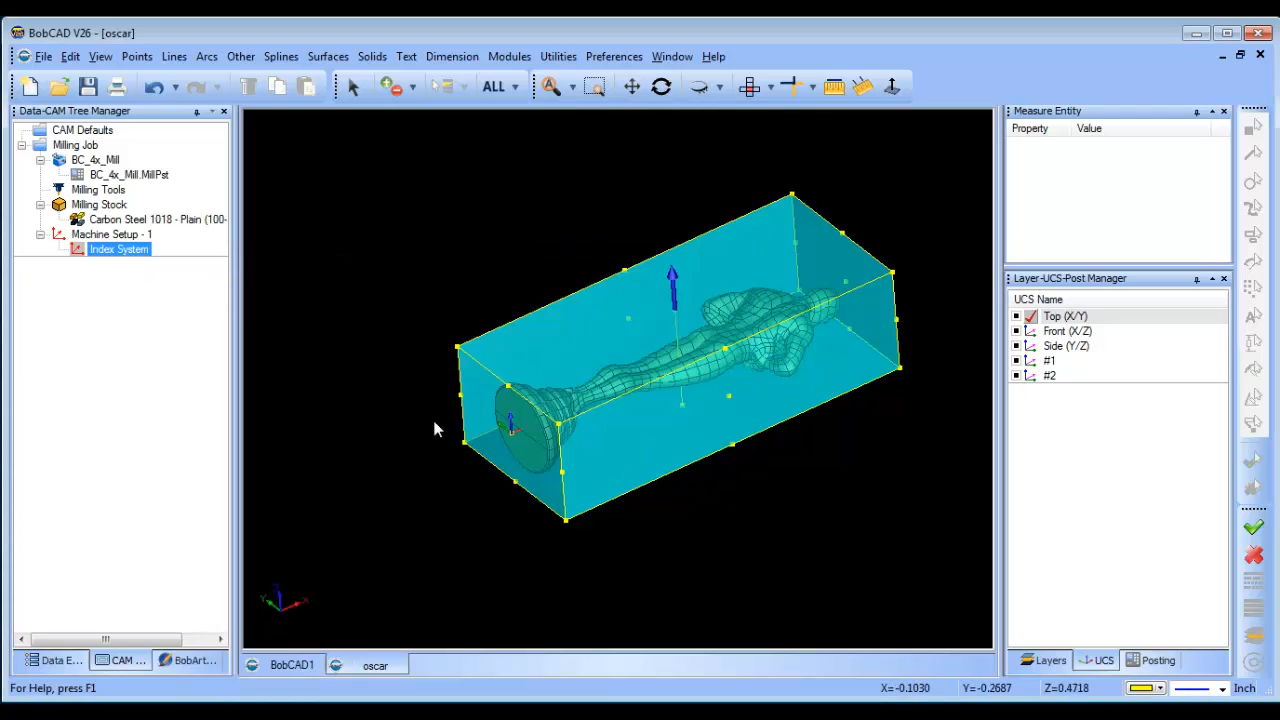 BobCAD V26 - [oscar]
File Edit View Points Lines Arcs Other Splines Surfaces Solids Text Dimension Modules Utilities Preferences Window Help
ALL
Data-CAM Tree Manager
CAM Defaults
Milling Job
BC_4x_Mill
BC_4x_Mill.MillPst
Milling Tools
Milling Stock
Carbon Steel 1018 - Plain (100-
Machine Setup - 1
Index System
Data E...
CAM ...
BobArt...
BobCAD1
oscar
Measure Entity
Property Value
Layer-UCS-Post Manager
UCS Name
Top (X/Y)
Front (X/Z)
Side (Y/Z)
#1
#2
Layers
UCS
Posting
For Help, press F1
X=-0.1030 Y=-0.2687 Z=0.4718 Inch